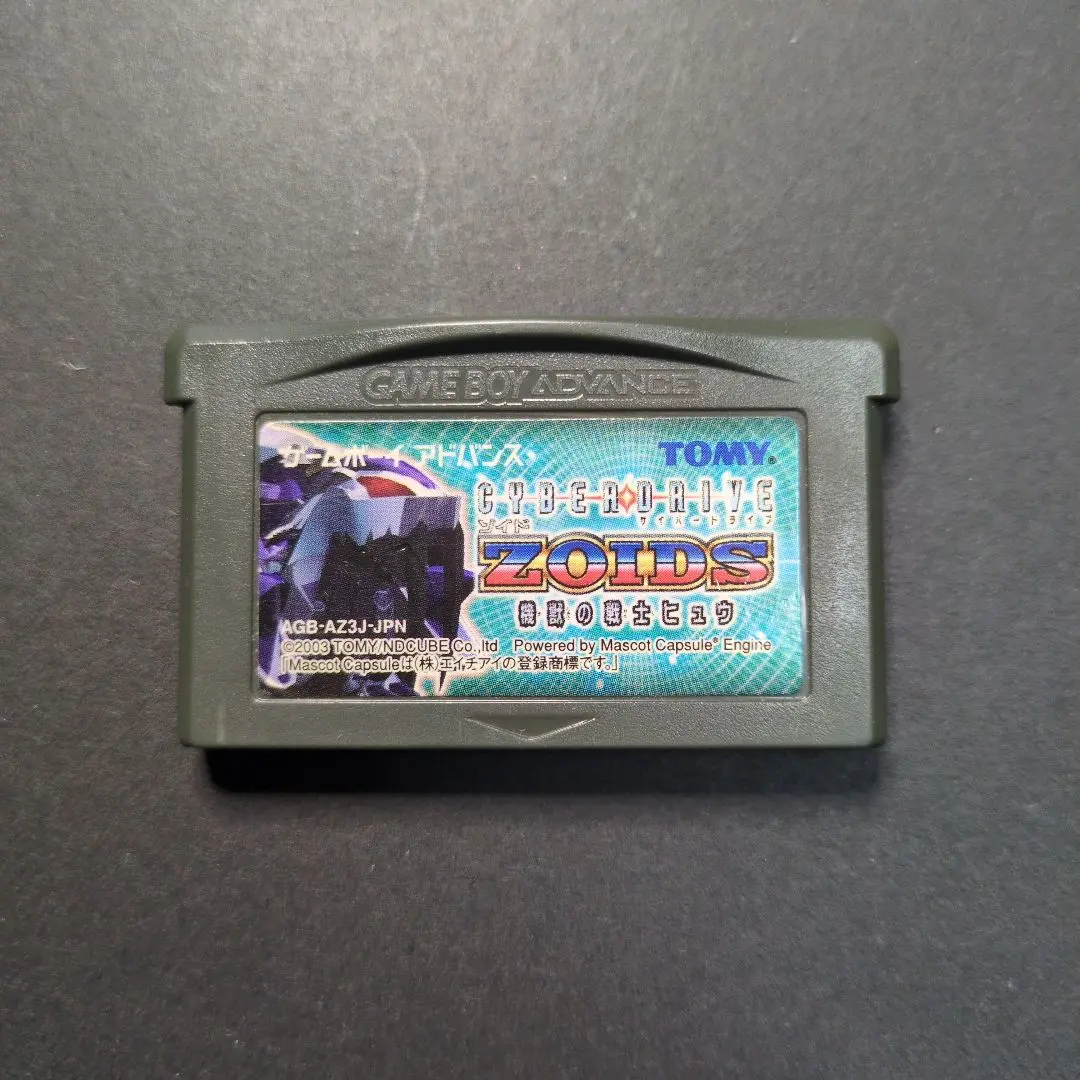 GAME BOY ADVANCE
ゲームボーイ アドバンス
TOMY®
CYBER DRIVE
ゾイド サイバードライブ
ZOIDS
機獣の戦士ヒュウ
AGB-AZ3J-JPN
©2003 TOMY/NDCUBE Co.,ltd Powered by Mascot Capsule® Engine
「Mascot Capsuleは(株)エイチアイの登録商標です。」